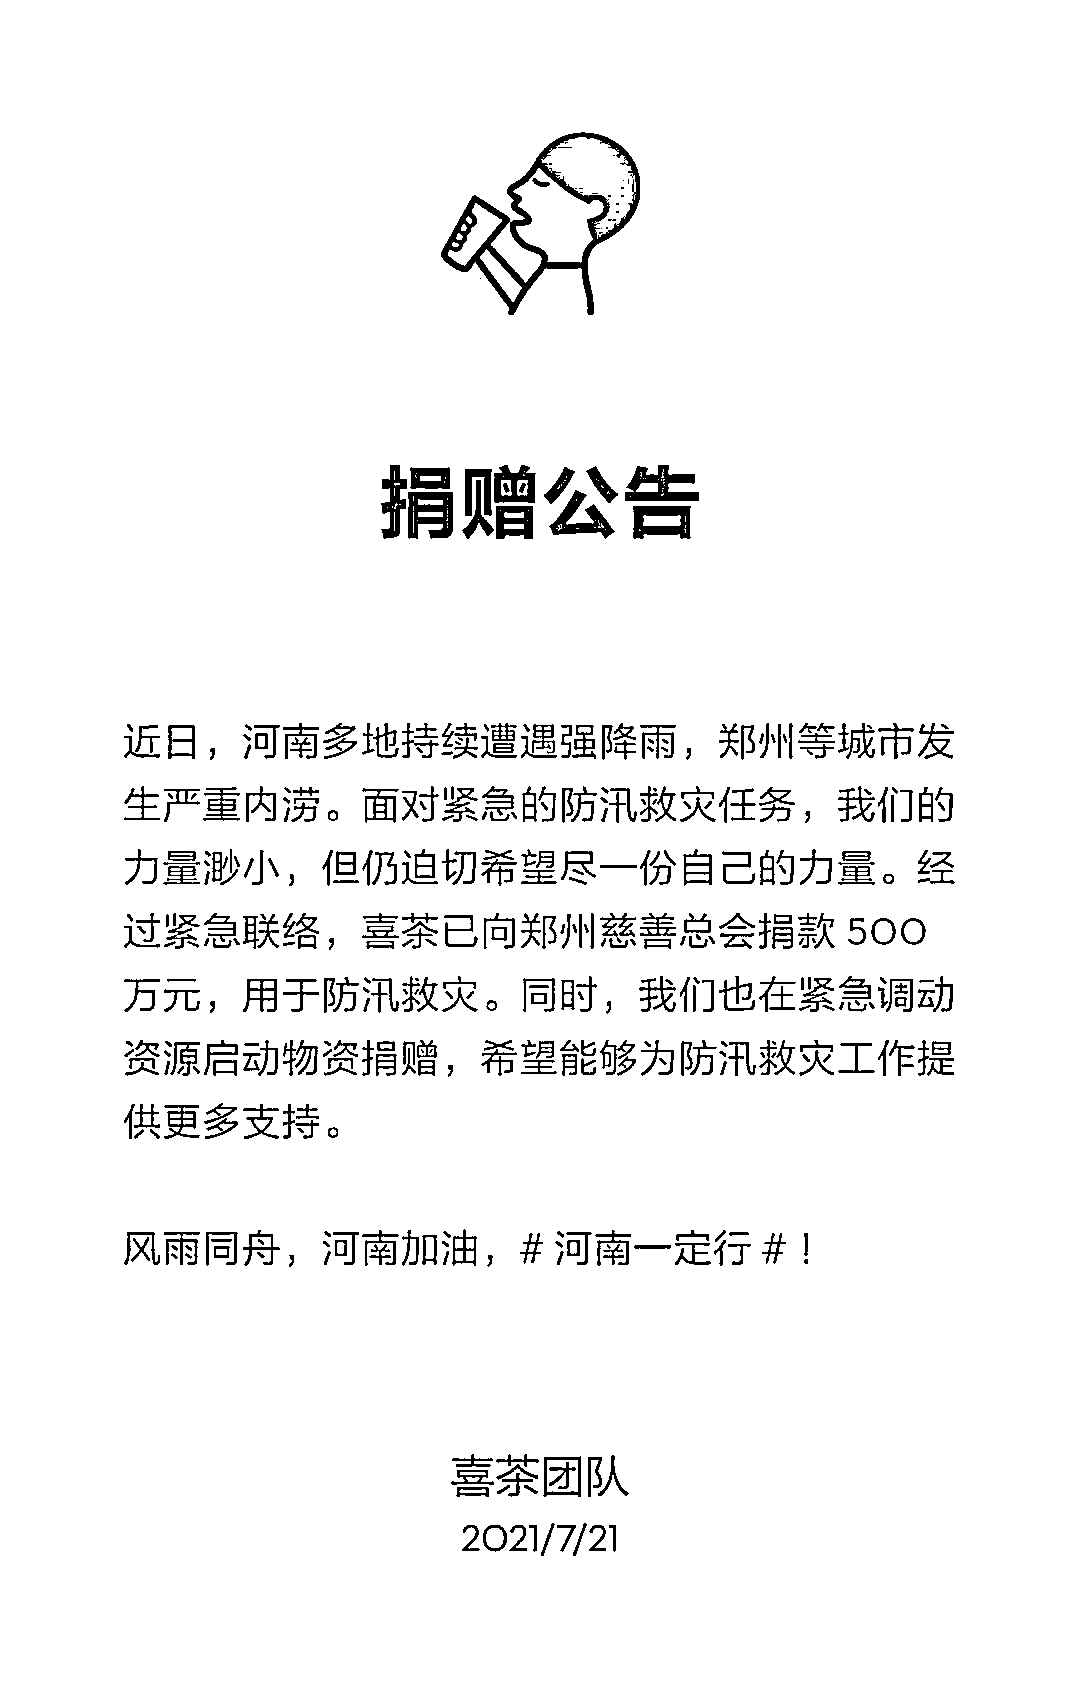 捐赠公告
近日，河南多地持续遭遇强降雨，郑州等城市发
生严重内涝。面对紧急的防汛救灾任务，我们的
力量渺小，但仍迫切希望尽一份自己的力量。经
过紧急联络，喜茶已向郑州慈善总会捐款 500
万元，用于防汛救灾。同时，我们也在紧急调动
资源启动物资捐赠，希望能够为防汛救灾工作提
供更多支持。
风雨同舟，河南加油，# 河南一定行 #！
喜茶团队
2021/7/21